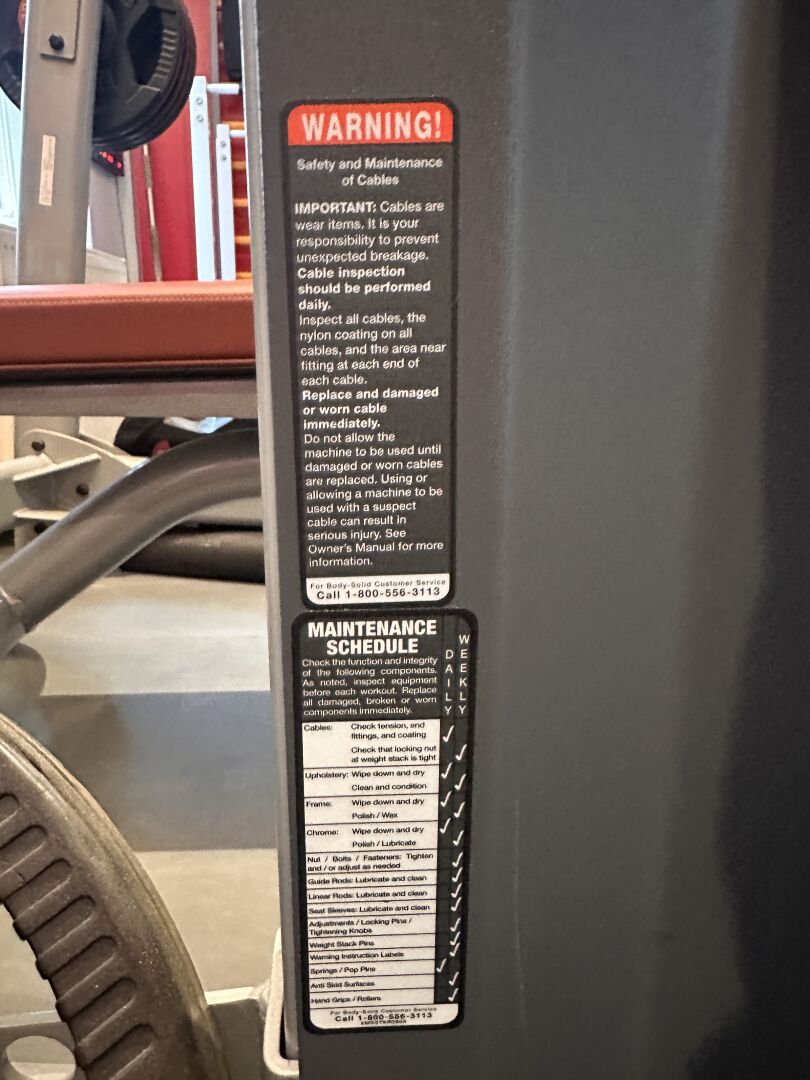 WARNING!
Safety and Maintenance
of Cables
IMPORTANT: Cables are
wear items. It is your
responsibility to prevent
unexpected breakage.
Cable inspection
should be performed
daily.
Inspect all cables, the
nylon coating on all
cables, and the area near
fitting at each end of
each cable.
Replace and damaged
or worn cable
immediately.
Do not allow the
machine to be used until
damaged or worn cables
are replaced. Using or
allowing a machine to be
used with a suspect
cable can result in
serious injury. See
Owner's Manual for more
information.
For Body-Solid Customer Service
Call 1-800-556-3113
MAINTENANCE
SCHEDULE
Check the function and integrity
of the following components.
As noted, inspect equipment
before each workout. Replace
all damaged, broken or worn
components immediately.
DAILY
WEEKLY
Cables: Check tension, end
fittings, and coating
Check that locking nut
at weight stack is tight
Upholstery: Wipe down and dry
Clean and condition
Frame: Wipe down and dry
Polish / Wax
Chrome: Wipe down and dry
Polish / Lubricate
Nut / Bolts / Fasteners: Tighten
and / or adjust as needed
Guide Rods: Lubricate and clean
Linear Rods: Lubricate and clean
Seat Sleeves: Lubricate and clean
Adjustments / Locking Pins /
Tightening Knobs
Weight Stack Pins
Warning Instruction Labels
Springs / Pop Pins
Anti Skid Surfaces
Hand Grips / Rollers
For Body-Solid Customer Service
Call 1-800-556-3113